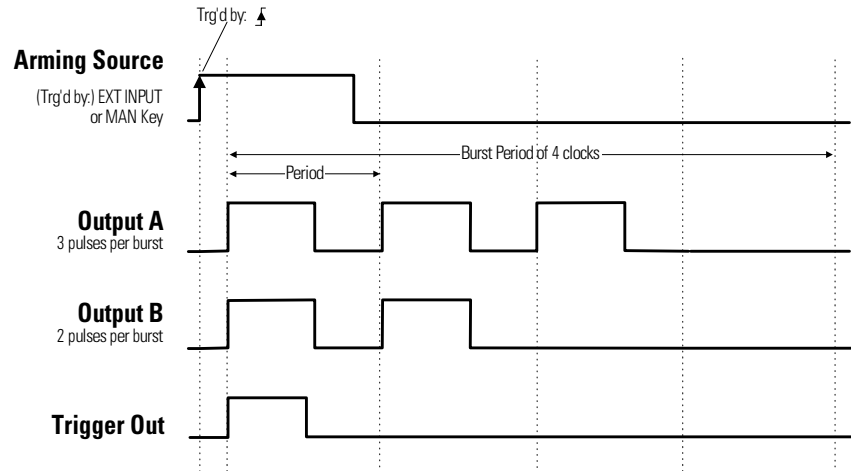 Trg'd by:
Arming Source
(Trg'd by:) EXT INPUT
or MAN Key
Burst Period of 4 clocks
Period
Output A
3 pulses per burst
Output B
2 pulses per burst
Trigger Out